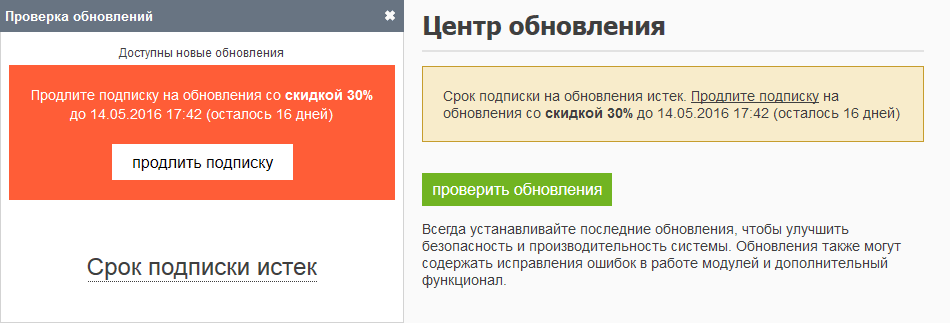 Проверка обновлений
Доступны новые обновления
Продлите подписку на обновления со скидкой 30%
до 14.05.2016 17:42 (осталось 16 дней)
продлить подписку
Срок подписки истек
Центр обновления
Срок подписки на обновления истек. Продлите подписку на
обновления со скидкой 30% до 14.05.2016 17:42 (осталось 16 дней)
проверить обновления
Всегда устанавливайте последние обновления, чтобы улучшить
безопасность и производительность системы. Обновления также могут
содержать исправления ошибок в работе модулей и дополнительный
функционал.